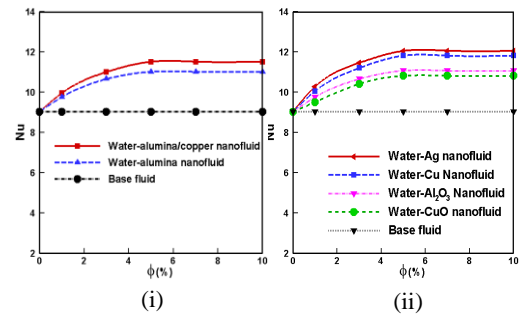 14
12
10
8
6
4
2
Nu
Water-alumina/copper nanofluid
Water-alumina nanofluid
Base fluid
0 2 4 6 8 10
ϕ(%)
(i)
14
12
10
8
6
4
2
Nu
Water-Ag nanofluid
Water-Cu Nanofluid
Water-Al₂O₃ Nanofluid
Water-CuO nanofluid
Base fluid
0 2 4 6 8 10
ϕ(%)
(ii)